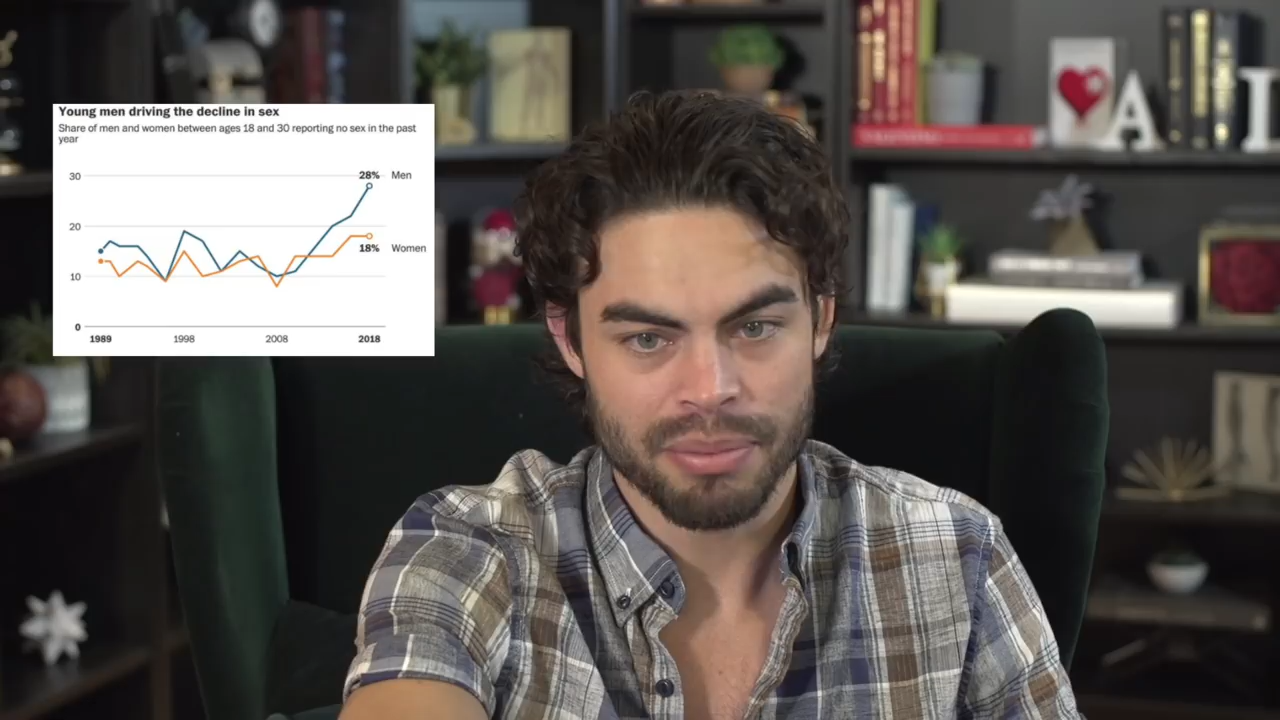 Young men driving the decline in sex
Share of men and women between ages 18 and 30 reporting no sex in the past
year
30
28% Men
20
18% Women
10
0
1989 1998 2008 2018
A I